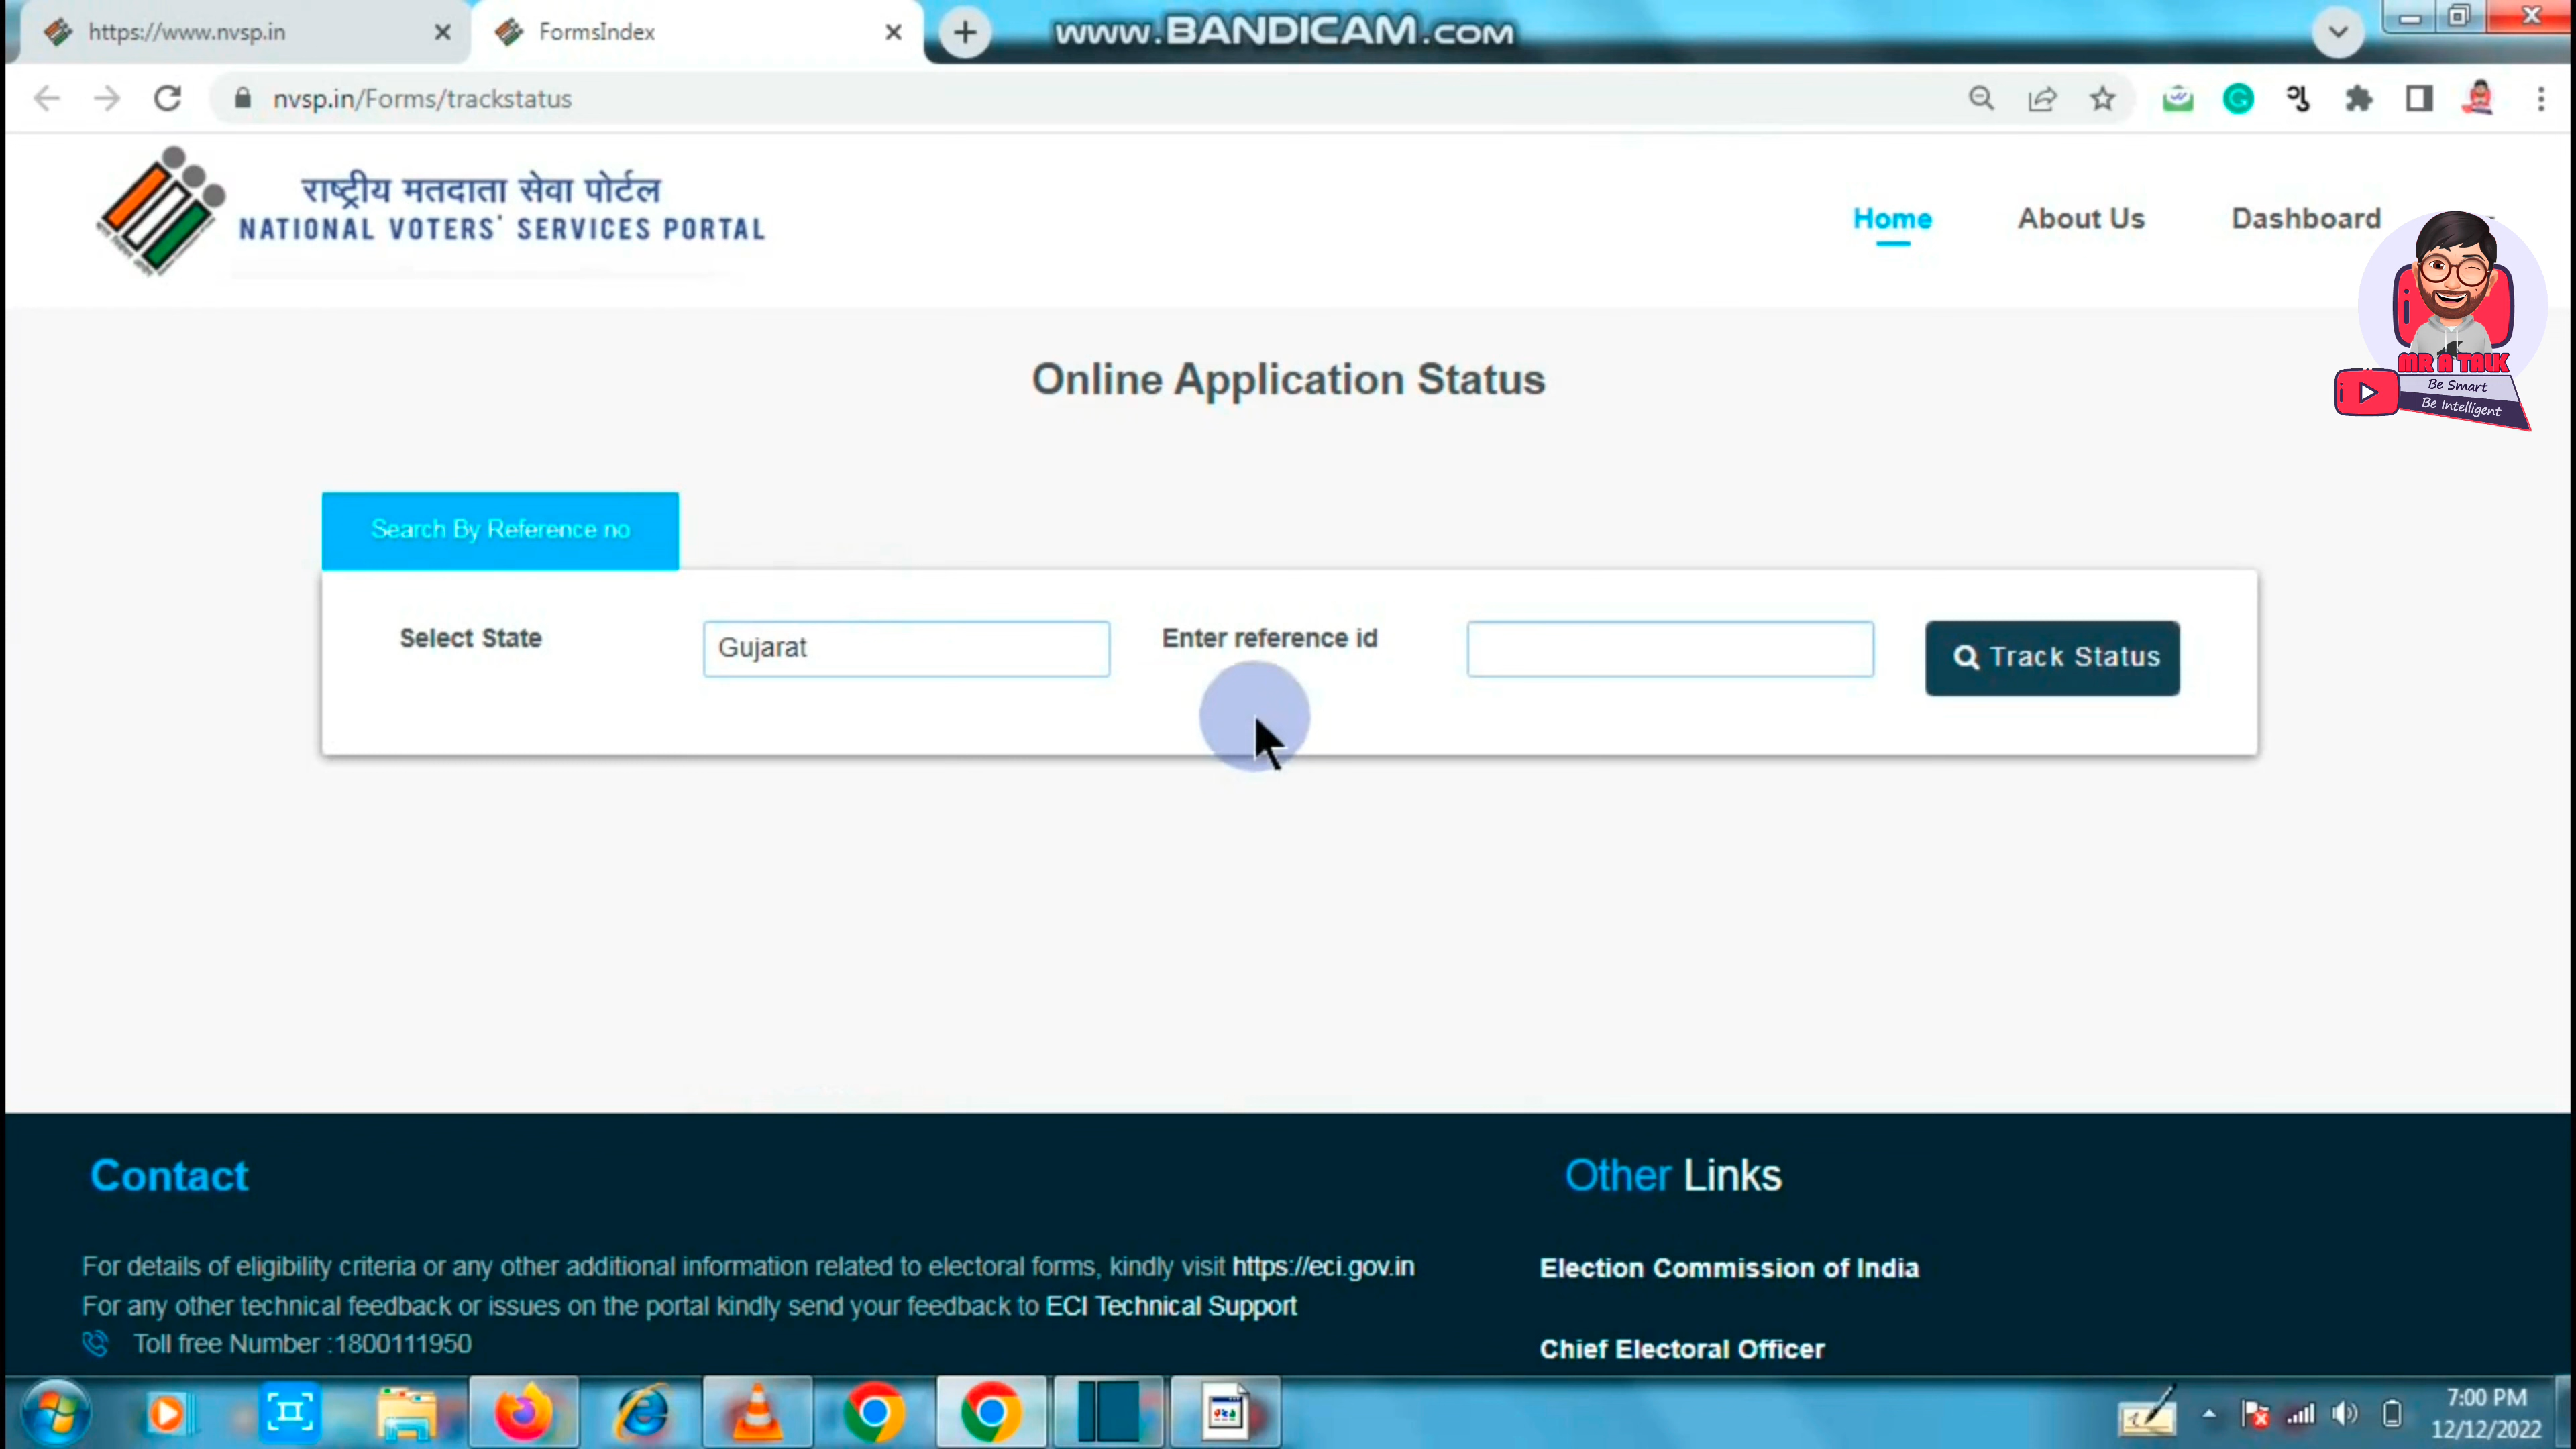 https://www.nvsp.in
FormsIndex
www.BANDICAM.com
nvsp.in/Forms/trackstatus
राष्ट्रीय मतदाता सेवा पोर्टल
NATIONAL VOTERS' SERVICES PORTAL
Home
About Us
Dashboard
MR A TALK
Be Smart
Be Intelligent
Online Application Status
Search By Reference no
Select State
Gujarat
Enter reference id
Track Status
Contact
Other Links
For details of eligibility criteria or any other additional information related to electoral forms, kindly visit https://eci.gov.in
Election Commission of India
For any other technical feedback or issues on the portal kindly send your feedback to ECI Technical Support
Toll free Number :1800111950
Chief Electoral Officer
7:00 PM
12/12/2022